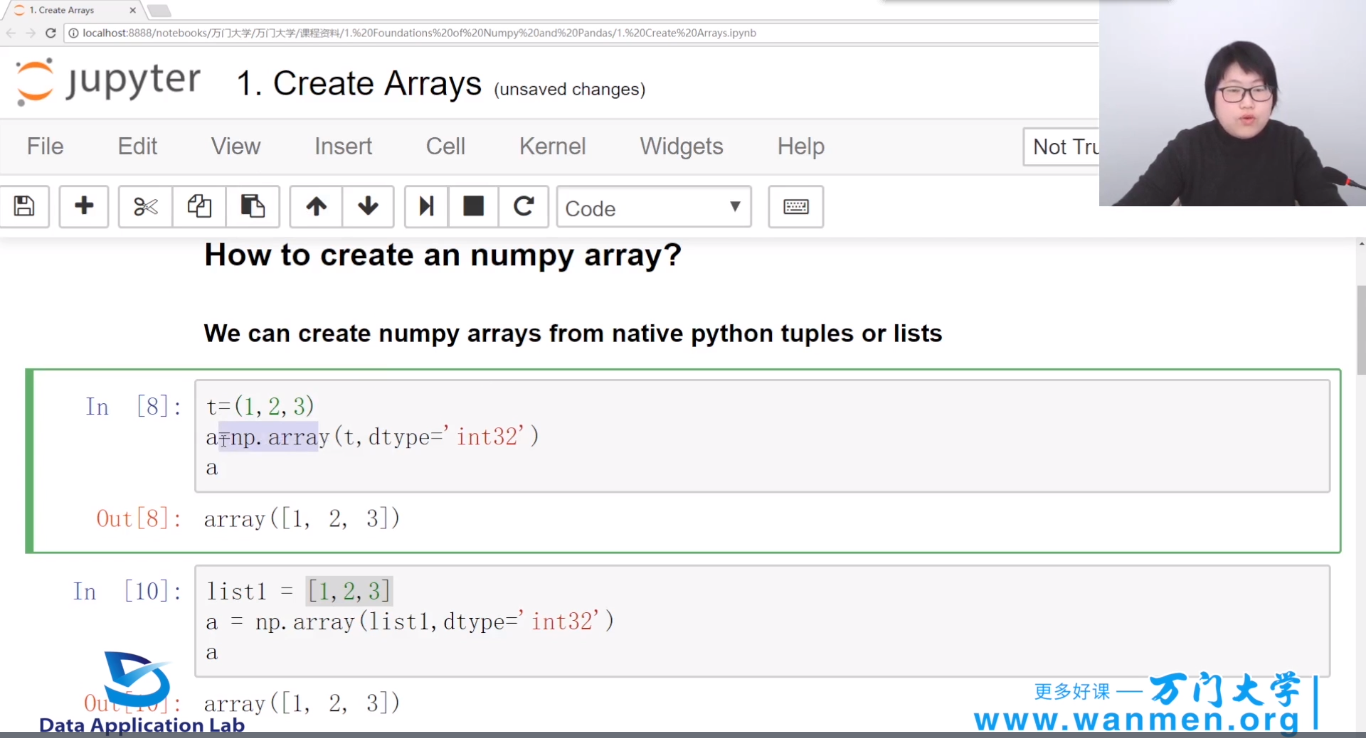 1. Create Arrays
localhost:8888/notebooks/万门大学/万门大学/课程资料/1.%20Foundations%20of%20Numpy%20and%20Pandas/1.%20Create%20Arrays.ipynb
jupyter 1. Create Arrays (unsaved changes)
File Edit View Insert Cell Kernel Widgets Help Not Tru
Code
How to create an numpy array?
We can create numpy arrays from native python tuples or lists
In [8]: t=(1,2,3)
a=np.array(t,dtype='int32')
a
Out[8]: array([1, 2, 3])
In [10]: list1 = [1,2,3]
a = np.array(list1,dtype='int32')
a
Out[10]: array([1, 2, 3])
Data Application Lab
更多好课 — 万门大学
www.wanmen.org